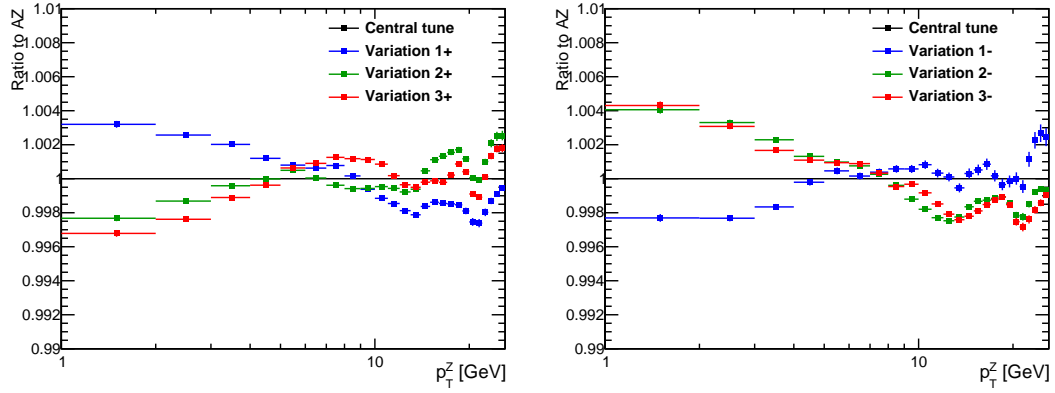 Ratio to AZ
1.01
1.008
1.006
1.004
1.002
1
0.998
0.996
0.994
0.992
0.99
Central tune
Variation 1+
Variation 2+
Variation 3+
1
10
p_T^Z [GeV]
Ratio to AZ
1.01
1.008
1.006
1.004
1.002
1
0.998
0.996
0.994
0.992
0.99
Central tune
Variation 1-
Variation 2-
Variation 3-
1
10
p_T^Z [GeV]